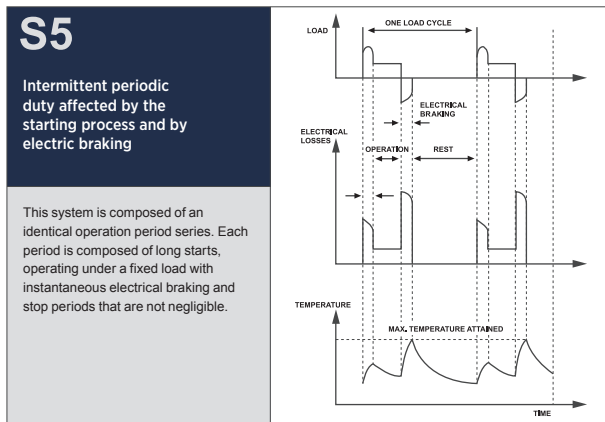 S5
Intermittent periodic
duty affected by the
starting process and by
electric braking
This system is composed of an
identical operation period series. Each
period is composed of long starts,
operating under a fixed load with
instantaneous electrical braking and
stop periods that are not negligible.
LOAD
ONE LOAD CYCLE
ELECTRICAL
BRAKING
ELECTRICAL
LOSSES
OPERATION
REST
TEMPERATURE
MAX. TEMPERATURE ATTAINED
TIME